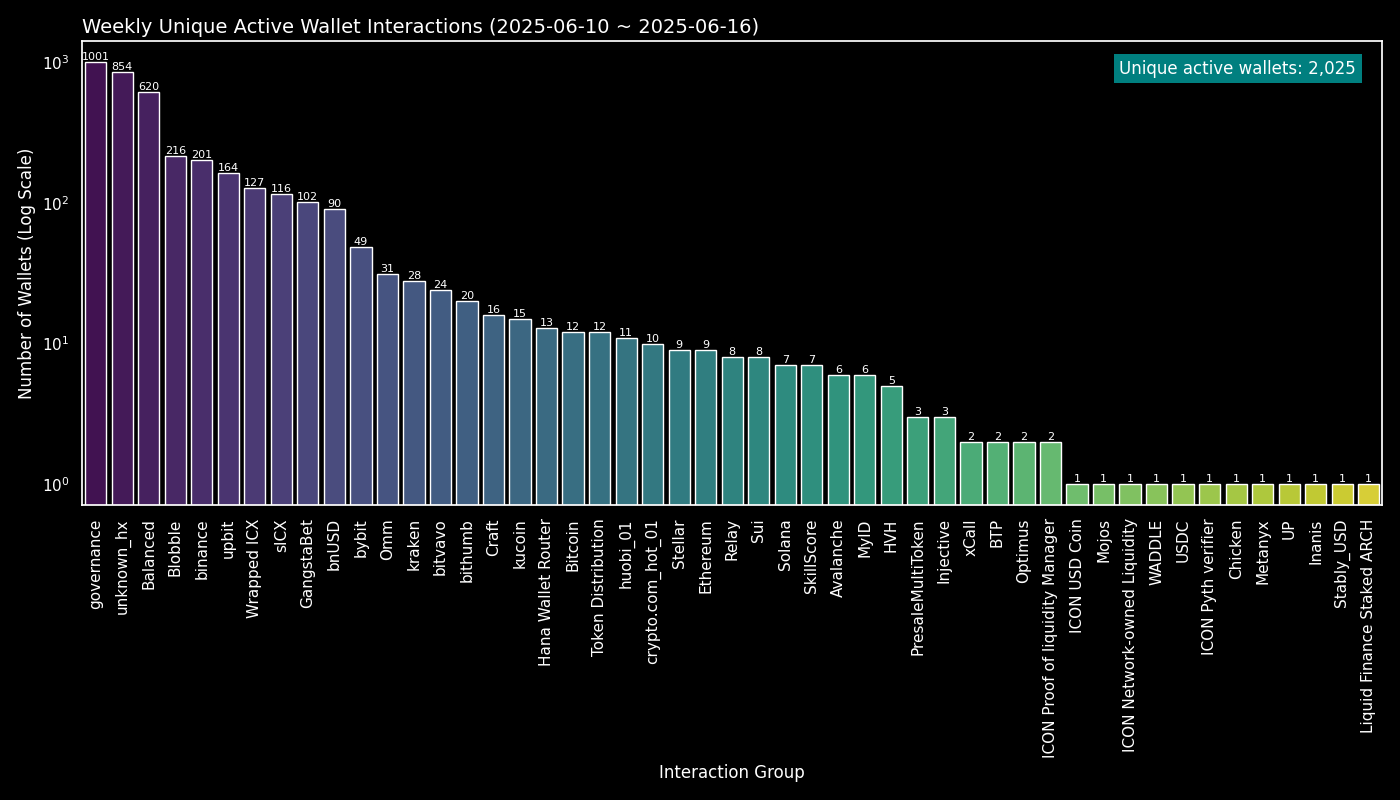 Weekly Unique Active Wallet Interactions (2025-06-10 ~ 2025-06-16)
Unique active wallets: 2,025
Number of Wallets (Log Scale)
10³
10²
10¹
10⁰
1001
854
620
216
201
164
127
116
102
90
49
31
28
24
20
16
15
13
12
12
11
10
9
9
8
8
7
7
6
6
5
3
3
2
2
2
2
1
1
1
1
1
1
1
1
1
1
1
1
governance
unknown_hx
Balanced
Blobble
binance
upbit
Wrapped ICX
sICX
GangstaBet
bnUSD
bybit
Omm
kraken
bitvavo
bithumb
Craft
kucoin
Hana Wallet Router
Bitcoin
Token Distribution
huobi_01
crypto.com_hot_01
Stellar
Ethereum
Relay
Sui
Solana
SkillScore
Avalanche
MyID
HVH
PresaleMultiToken
Injective
xCall
BTP
Optimus
ICON Proof of liquidity Manager
ICON USD Coin
Mojos
ICON Network-owned Liquidity
WADDLE
USDC
ICON Pyth verifier
Chicken
Metanyx
UP
Inanis
Stably_USD
Liquid Finance Staked ARCH
Interaction Group